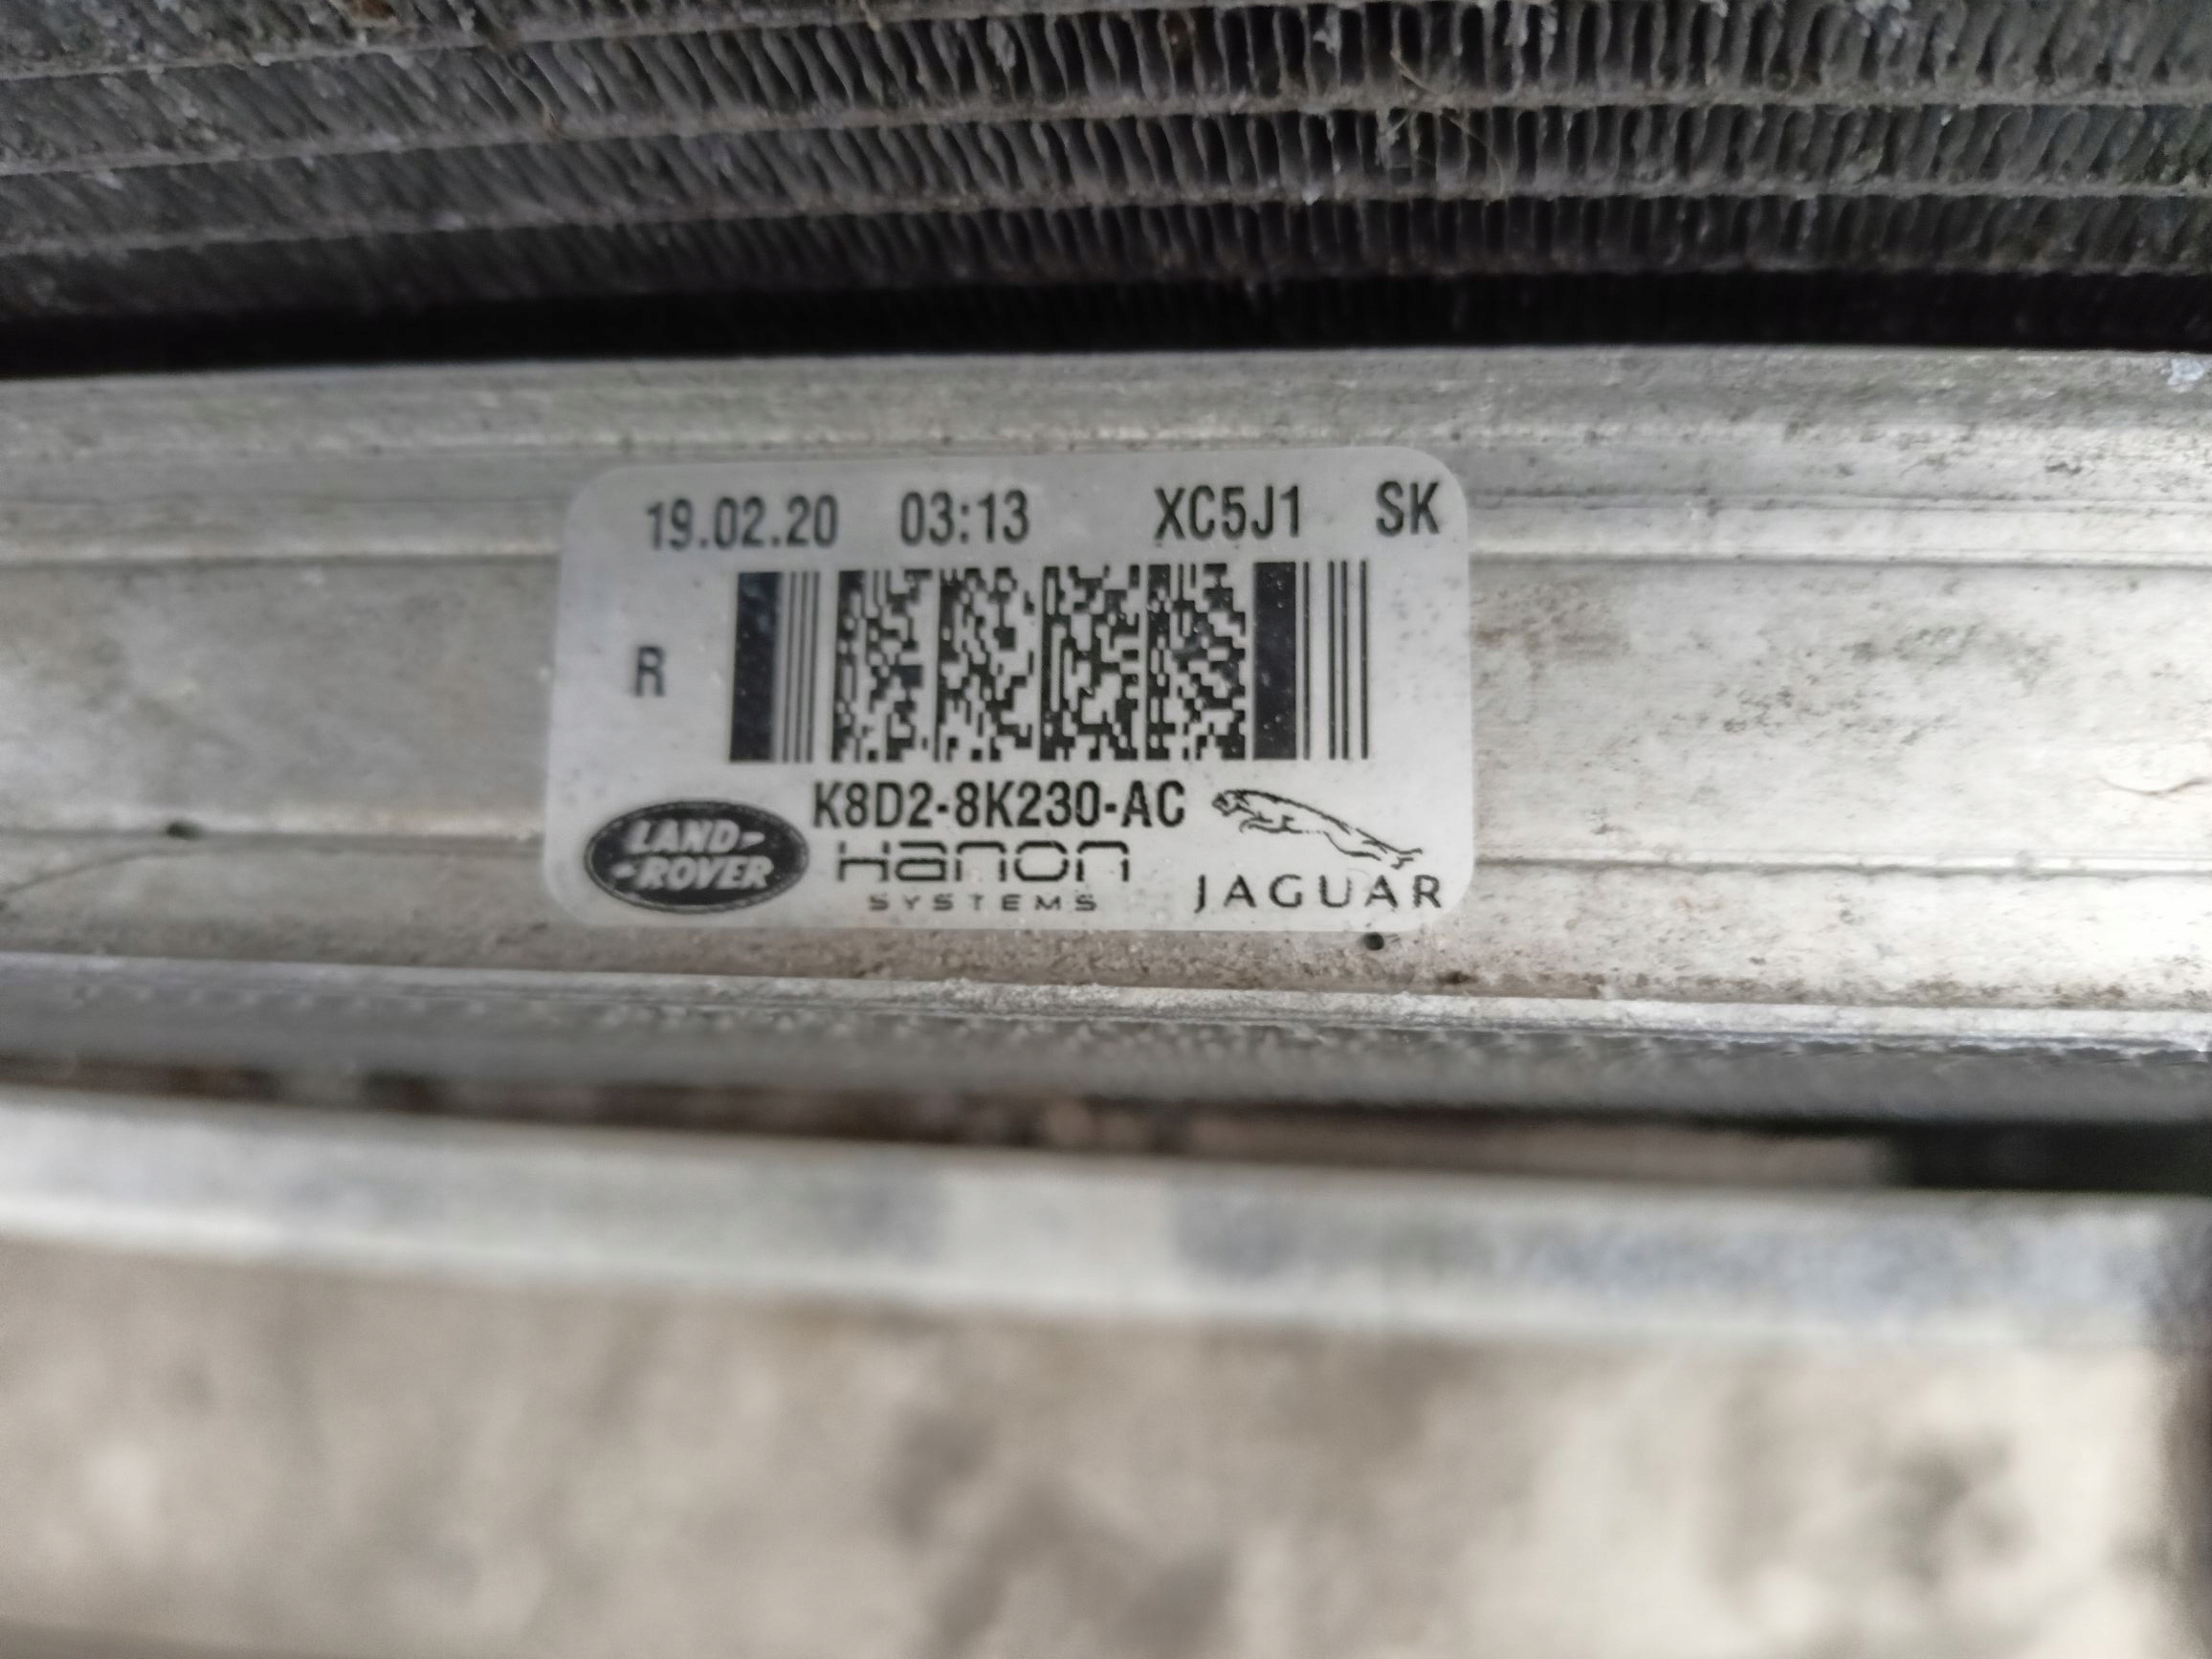 19.02.20 03:13 XC5J1 SK
R
K8D2-8K230-AC
LAND-
-ROVER
Hanon
SYSTEMS
JAGUAR